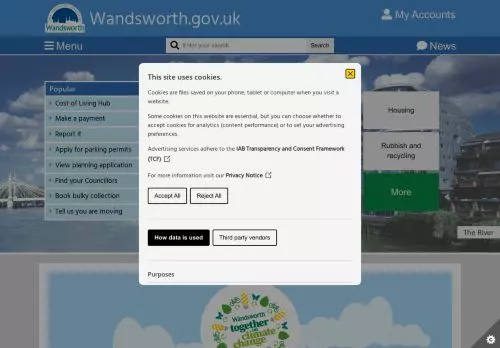 Wandsworth
Wandsworth.gov.uk
My Accounts
Menu
Enter your search
Search
News
Popular
Cost of Living Hub
Make a payment
Report it
Apply for parking permits
View planning application
Find your Councillors
Book bulky collection
Tell us you are moving
This site uses cookies.
Cookies are files saved on your phone, tablet or computer when you visit a
website.
Some cookies on this website are essential, but you can choose whether to
accept cookies for analytics (content performance) or to set your advertising
preferences.
Advertising services adhere to the IAB Transparency and Consent Framework
(TCF)
For more information visit our Privacy Notice
Accept All
Reject All
How data is used
Third party vendors
Purposes
Housing
Rubbish and
recycling
More
The River
Wandsworth
together on
climate
change